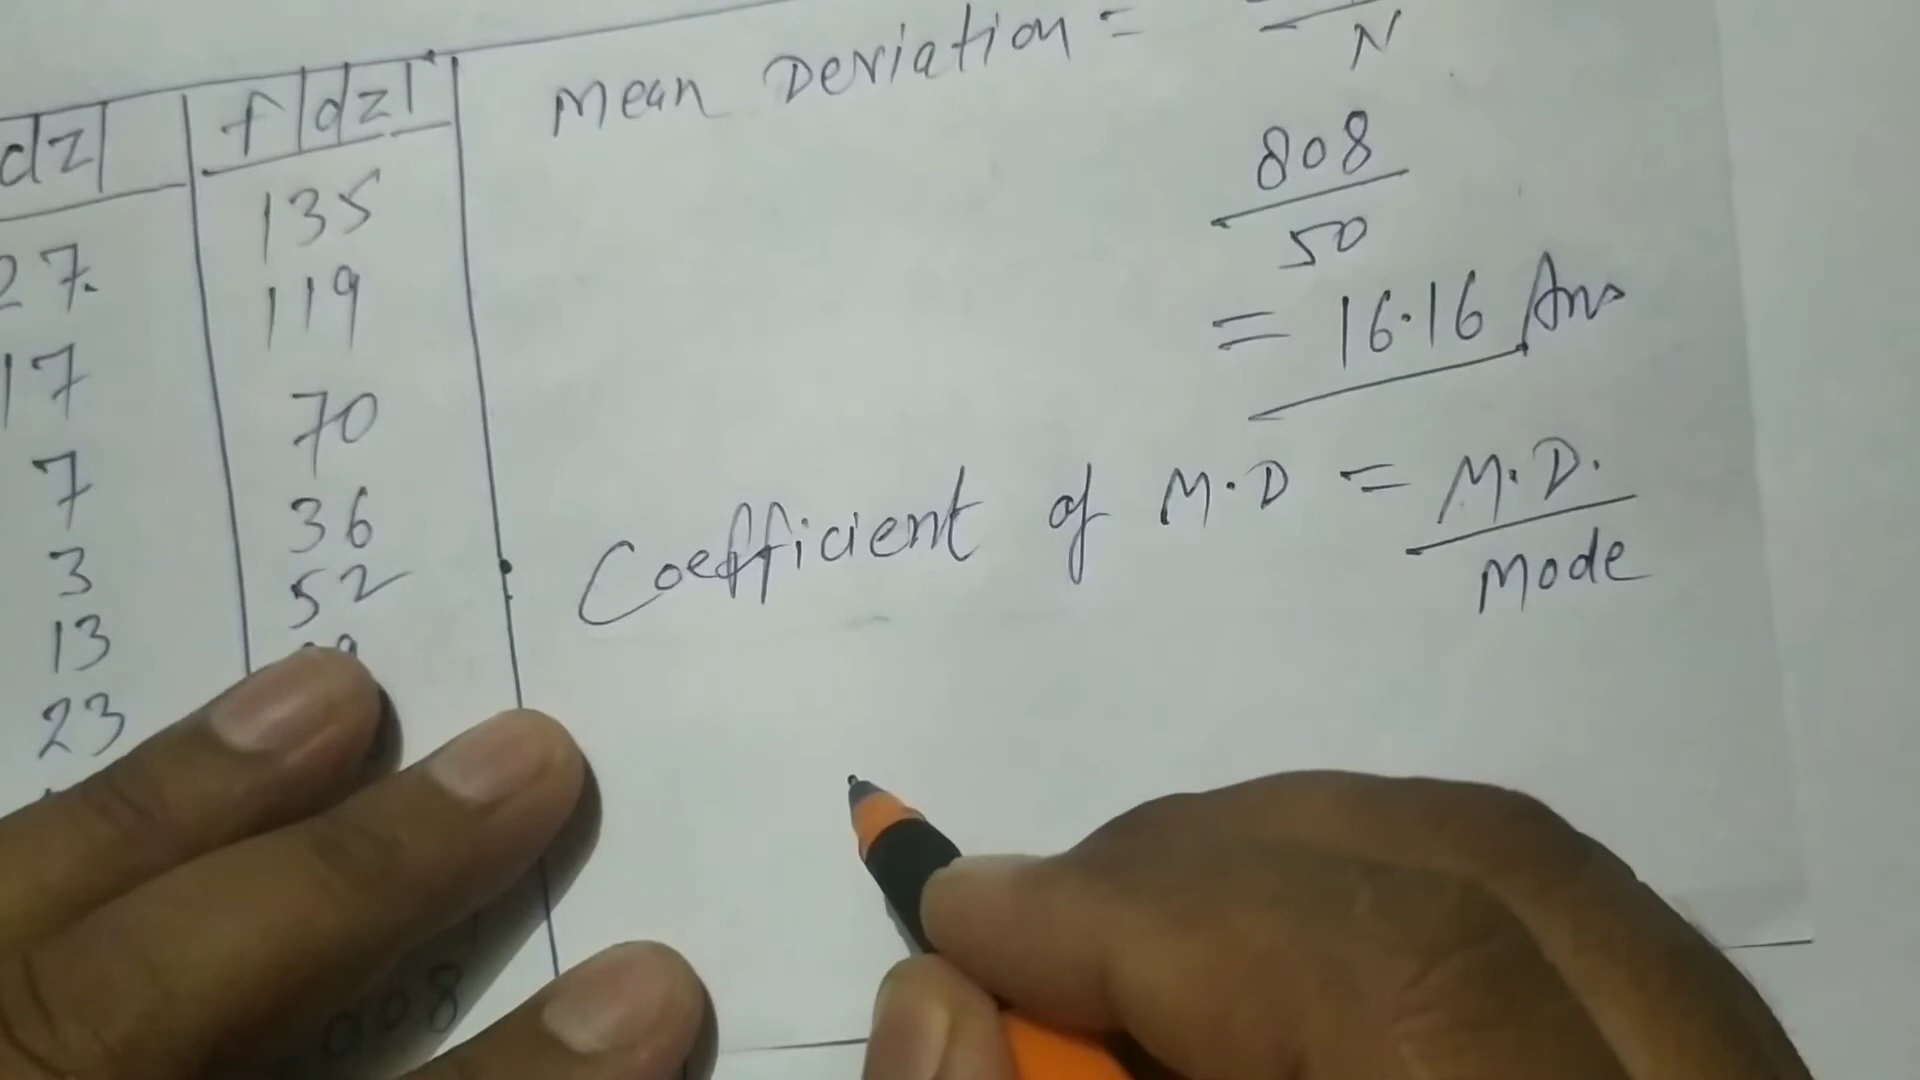 |dz|
f|dz|
27
135
17
119
7
70
3
36
13
52
23
808
Mean Deviation =
N
808
50
= 16.16 Ans
Coefficient of M.D = M.D.
Mode